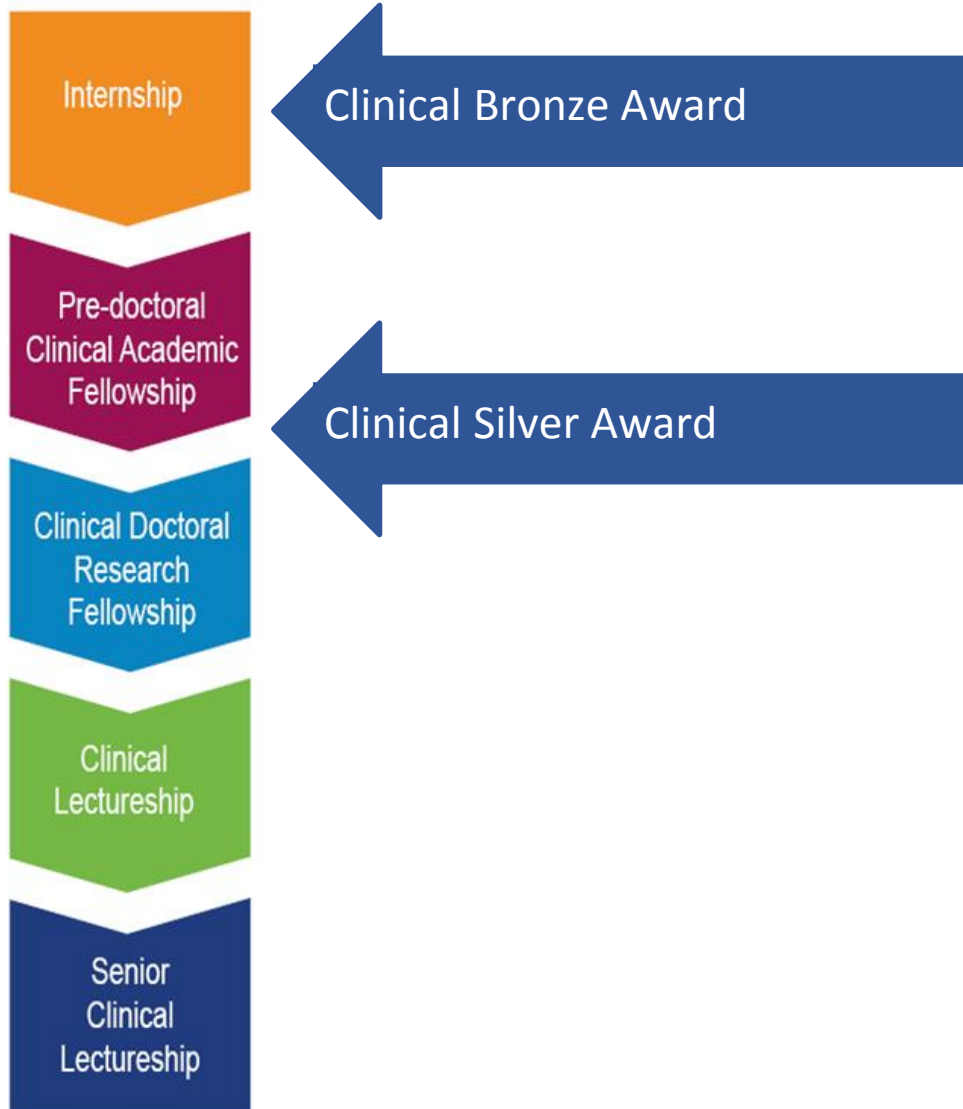 Internship
Clinical Bronze Award
Pre-doctoral
Clinical Academic
Fellowship
Clinical Silver Award
Clinical Doctoral
Research
Fellowship
Clinical
Lectureship
Senior
Clinical
Lectureship